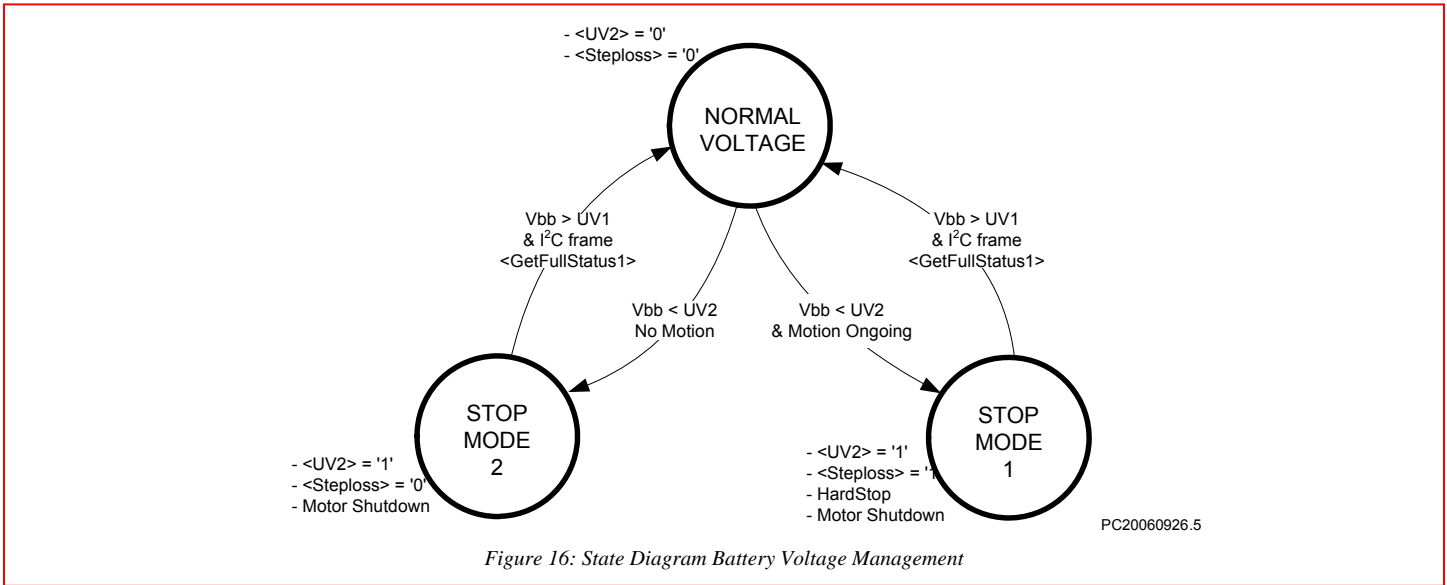 - <UV2> = '0'
- <Steploss> = '0'
NORMAL
VOLTAGE
Vbb > UV1
& I²C frame
<GetFullStatus1>
Vbb > UV1
& I²C frame
<GetFullStatus1>
Vbb < UV2
No Motion
Vbb < UV2
& Motion Ongoing
STOP
MODE
2
STOP
MODE
1
- <UV2> = '1'
- <Steploss> = '0'
- Motor Shutdown
- <UV2> = '1'
- <Steploss> = '1
- HardStop
- Motor Shutdown
PC20060926.5
Figure 16: State Diagram Battery Voltage Management